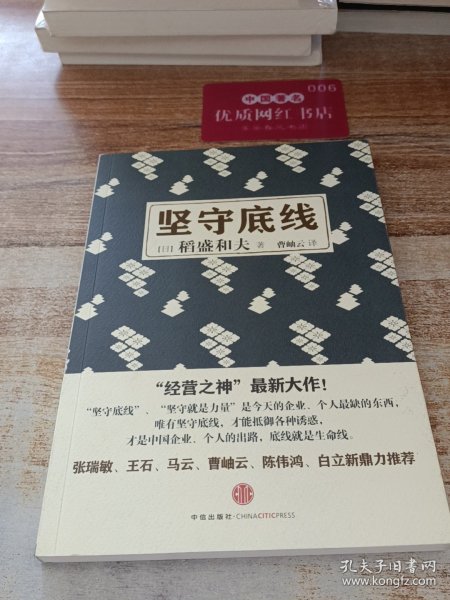 006
中国著名
优质网红书店
坚守底线
[日] 稻盛和夫 著 曹岫云 译
“经营之神”最新大作！
“坚守底线”、“坚守就是力量”是今天的企业、个人最缺的东西，
唯有坚守底线，才能抵御各种诱惑，
才是中国企业、个人的出路，底线就是生命线。
张瑞敏、王石、马云、曹岫云、陈伟鸿、白立新鼎力推荐
中信出版社·CHINACITICPRESS
孔夫子旧书网
www.kongfz.com